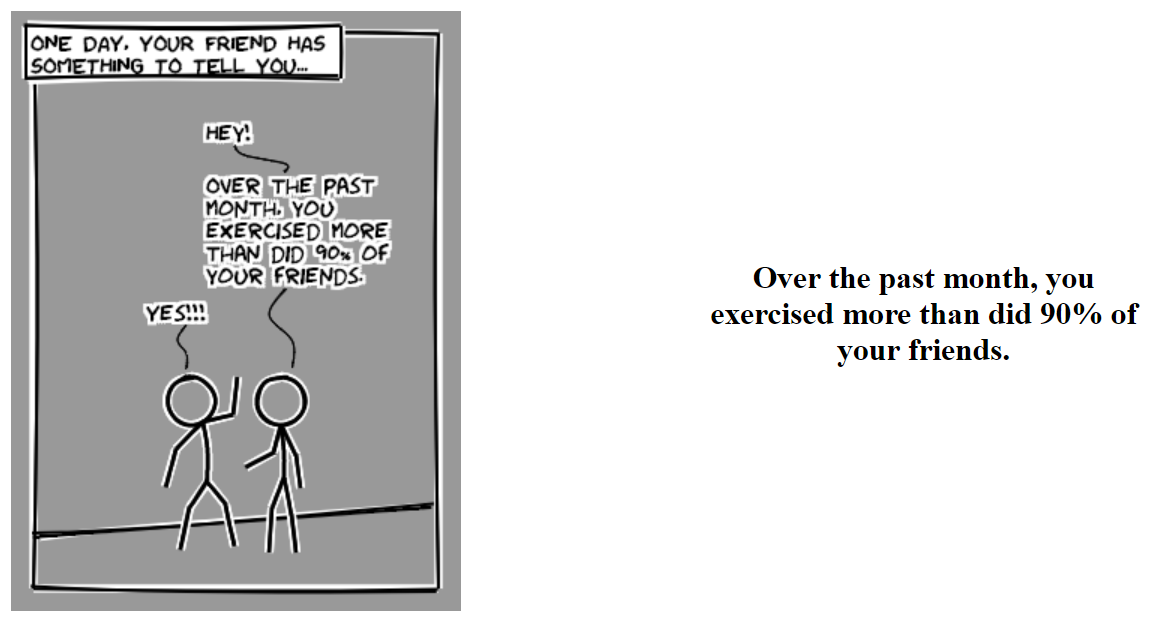 ONE DAY, YOUR FRIEND HAS
SOMETHING TO TELL YOU...
HEY!
OVER THE PAST
MONTH, YOU
EXERCISED MORE
THAN DID 90% OF
YOUR FRIENDS.
YES!!!
Over the past month, you
exercised more than did 90% of
your friends.